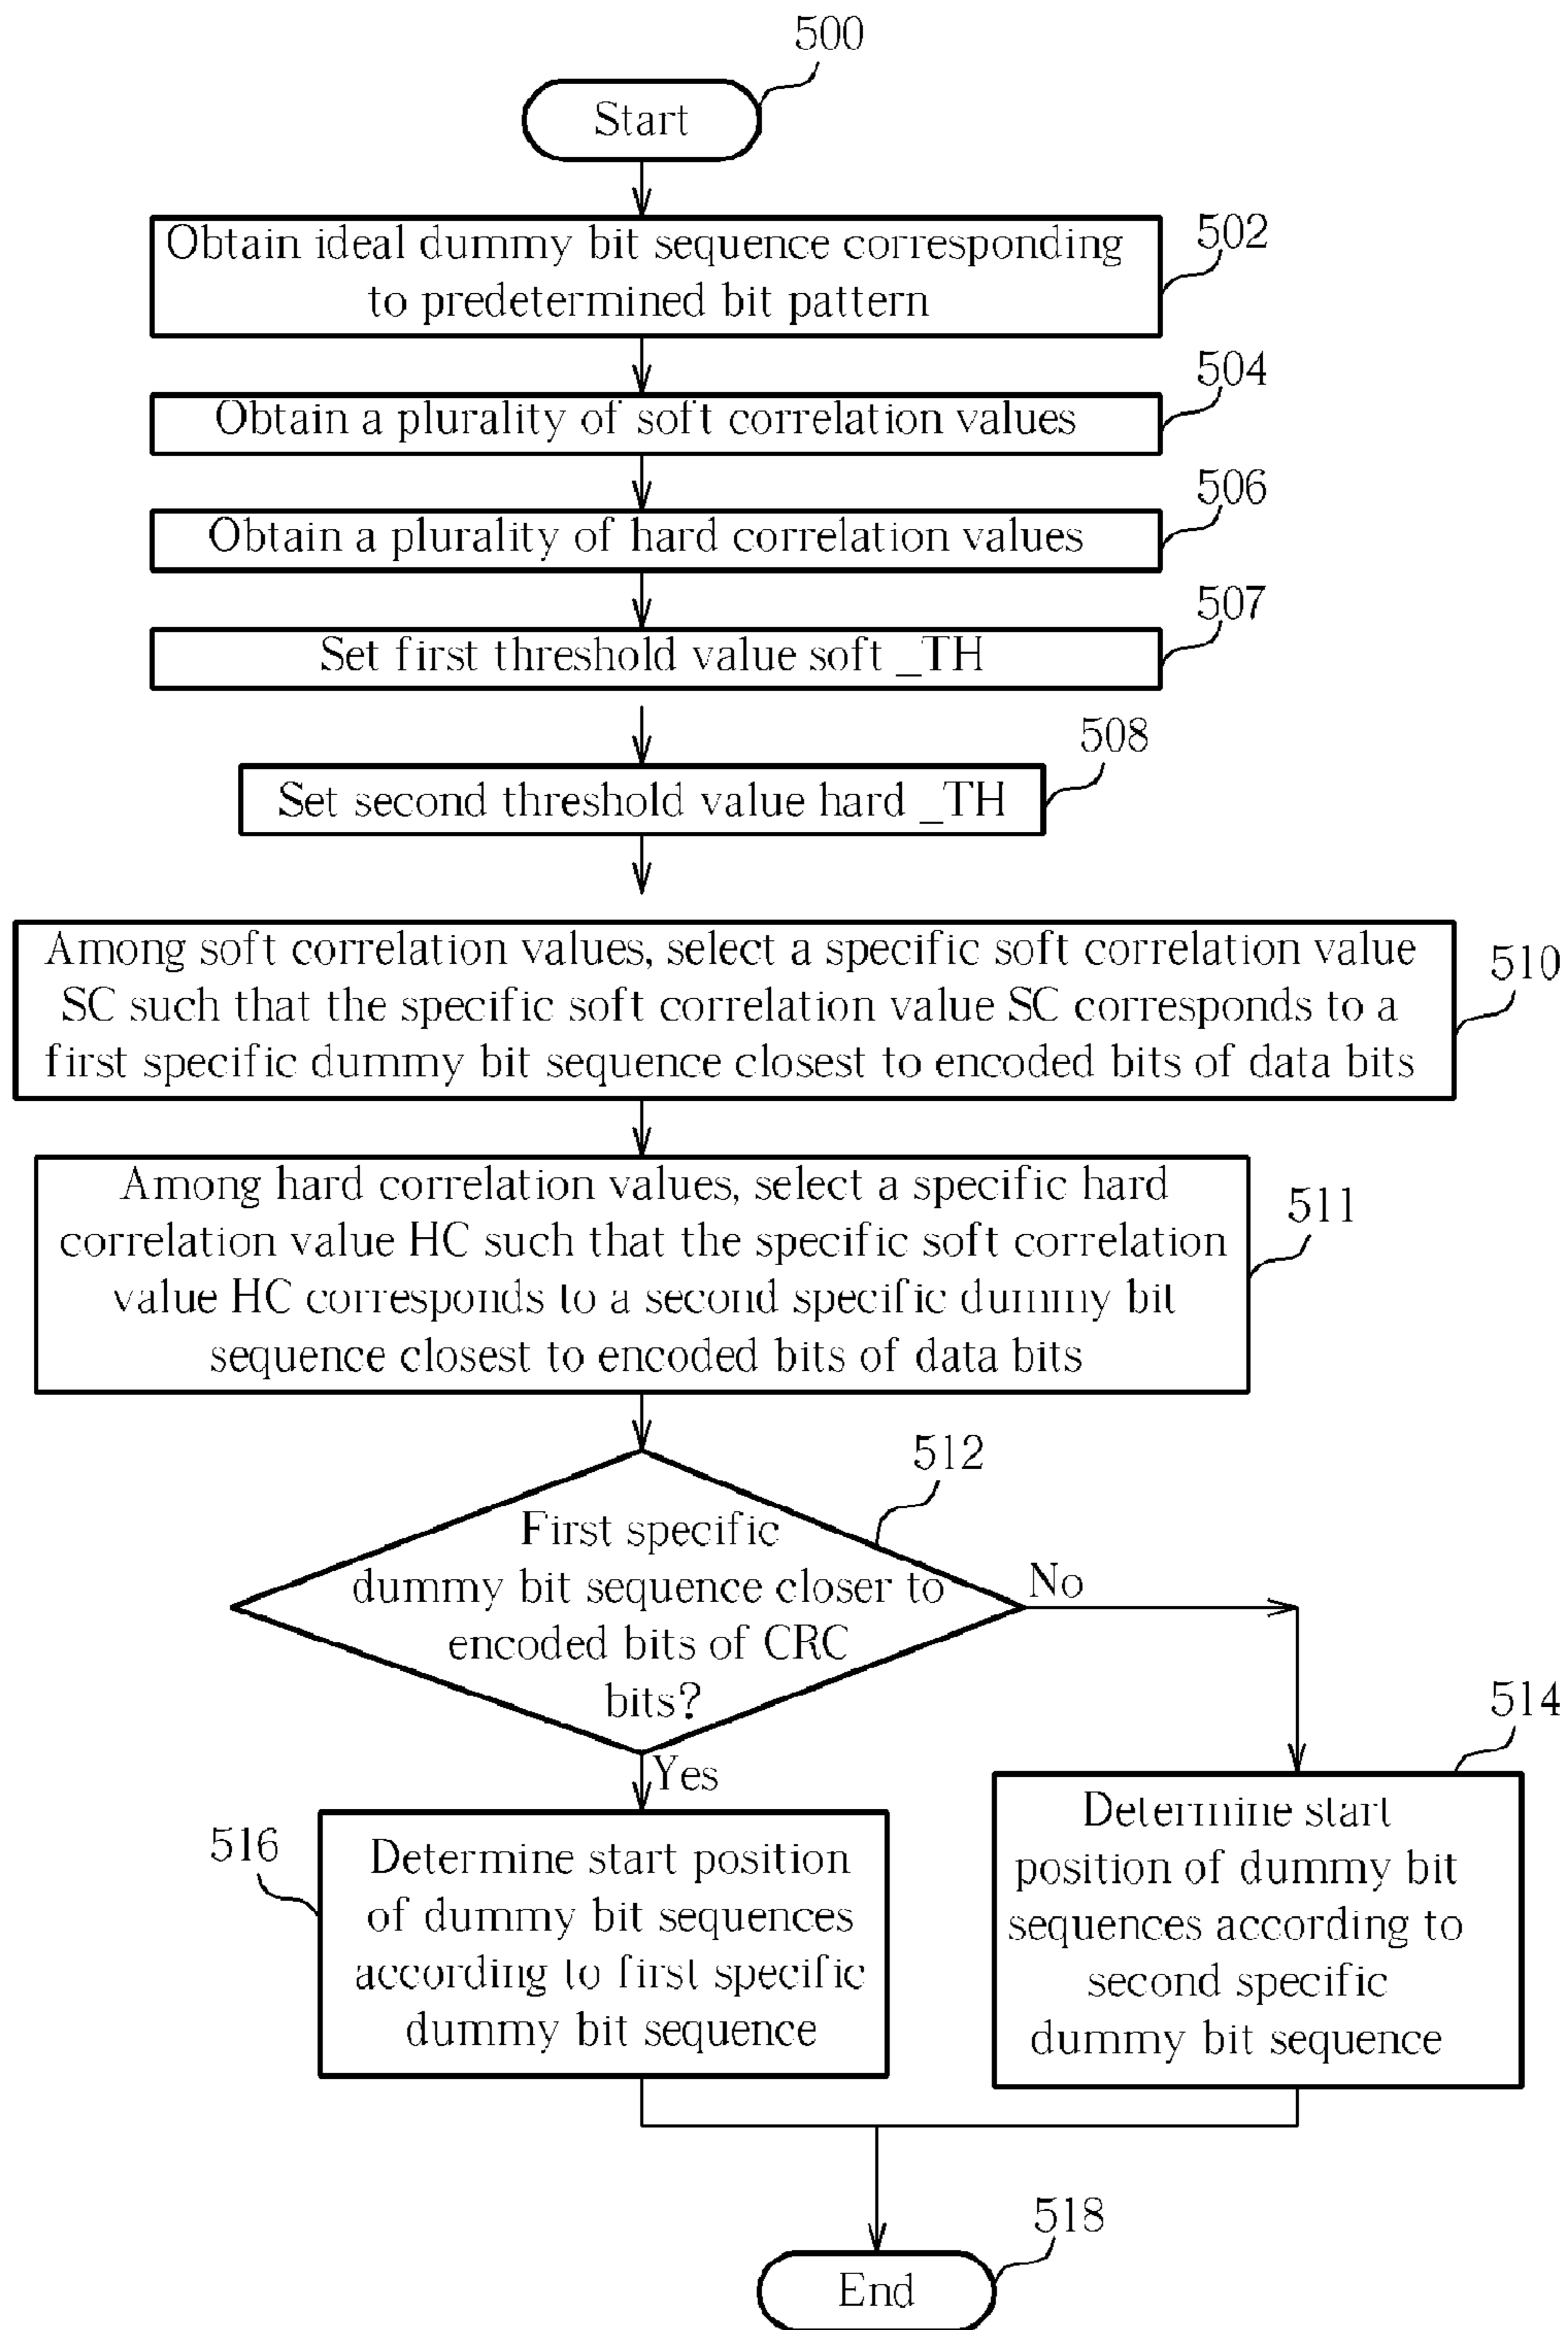 500
Start
Obtain ideal dummy bit sequence corresponding
to predetermined bit pattern
502
Obtain a plurality of soft correlation values
504
Obtain a plurality of hard correlation values
506
Set first threshold value soft _TH
507
Set second threshold value hard _TH
508
Among soft correlation values, select a specific soft correlation value
SC such that the specific soft correlation value SC corresponds to a
first specific dummy bit sequence closest to encoded bits of data bits
510
Among hard correlation values, select a specific hard
correlation value HC such that the specific soft correlation
value HC corresponds to a second specific dummy bit
sequence closest to encoded bits of data bits
511
512
First specific
dummy bit sequence closer to
encoded bits of CRC
bits?
No
Yes
514
Determine start
position of dummy bit
sequences according to
second specific
dummy bit sequence
516
Determine start position
of dummy bit sequences
according to first specific
dummy bit sequence
518
End